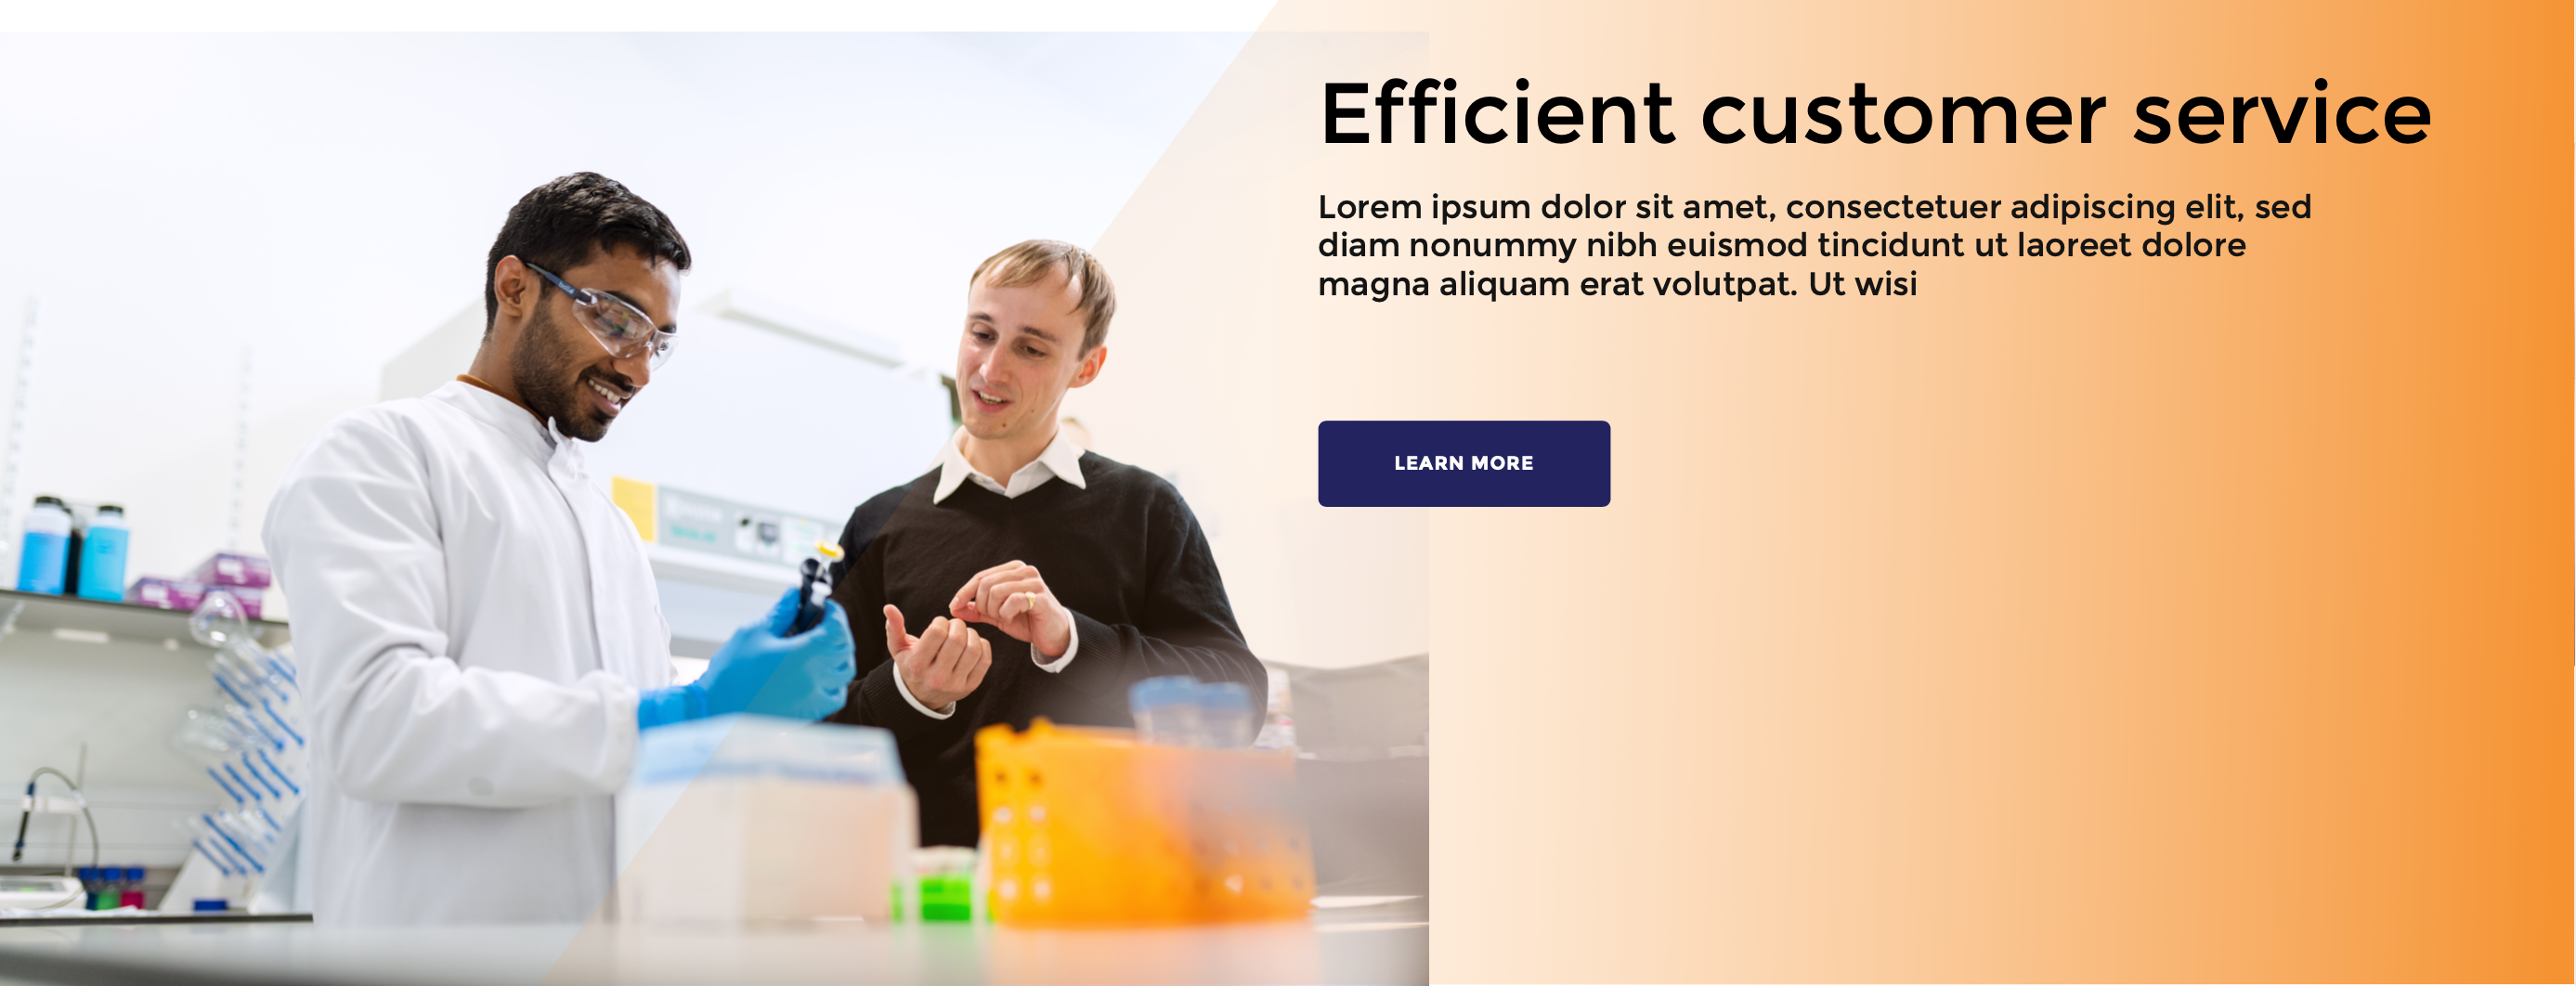 Efficient customer service
Lorem ipsum dolor sit amet, consectetuer adipiscing elit, sed
diam nonummy nibh euismod tincidunt ut laoreet dolore
magna aliquam erat volutpat. Ut wisi
LEARN MORE